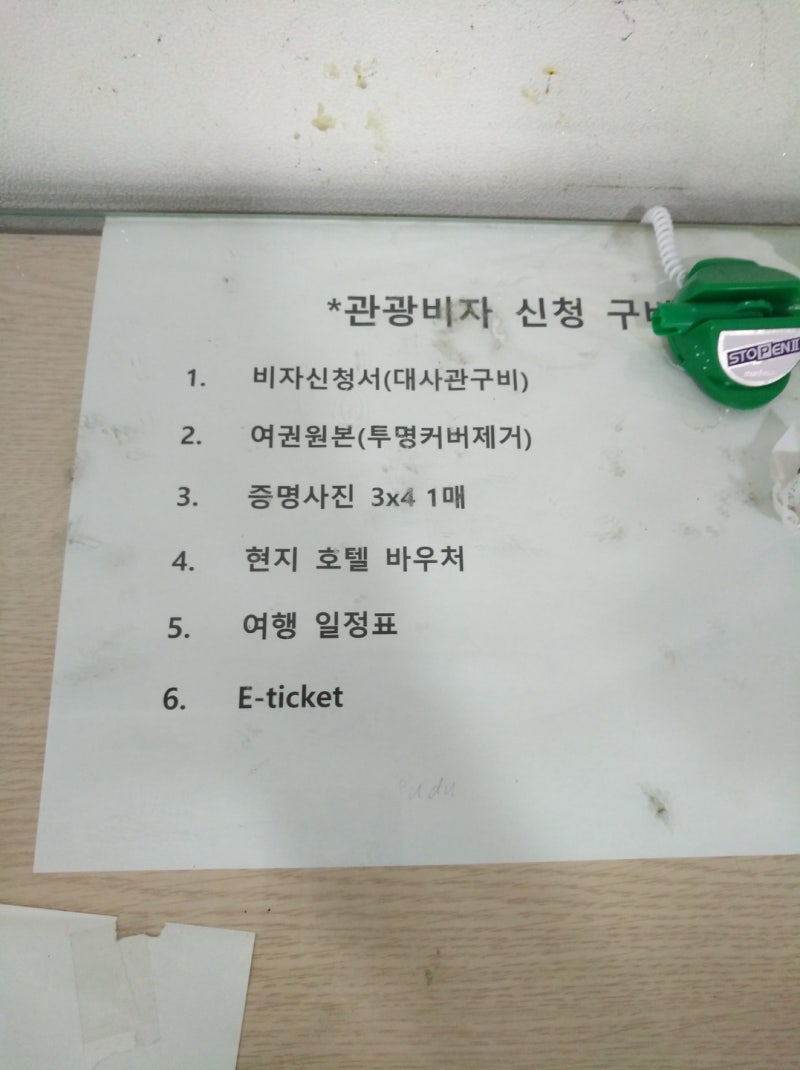 *관광비자 신청
1. 비자신청서(대사관구비)
2. 여권원본(투명커버제거)
3. 증명사진 3x4 1매
4. 현지 호텔 바우처
5. 여행 일정표
6. E-ticket
STOPENII